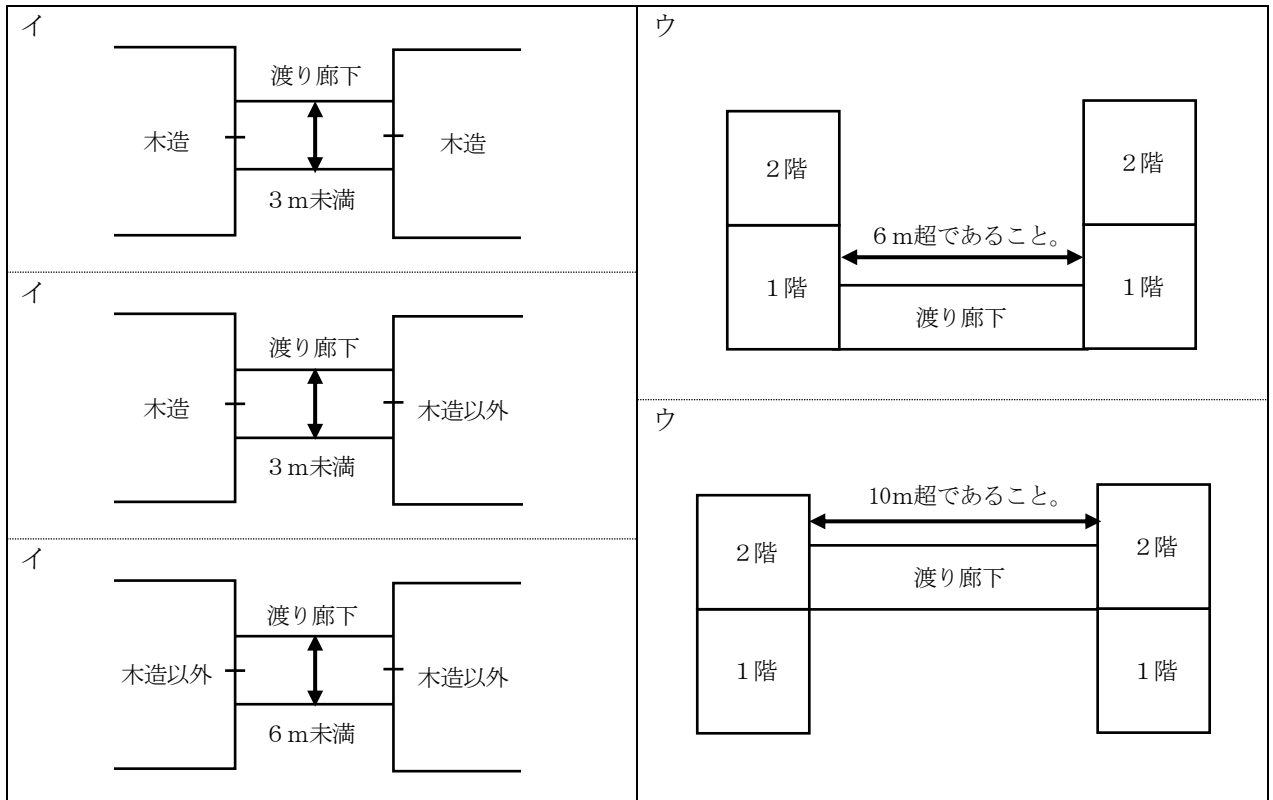 イ
渡り廊下
木造
木造
３ｍ未満
イ
渡り廊下
木造
木造以外
３ｍ未満
イ
渡り廊下
木造以外
木造以外
６ｍ未満
ウ
２階
２階
６ｍ超であること。
１階
１階
渡り廊下
ウ
10ｍ超であること。
２階
２階
渡り廊下
１階
１階